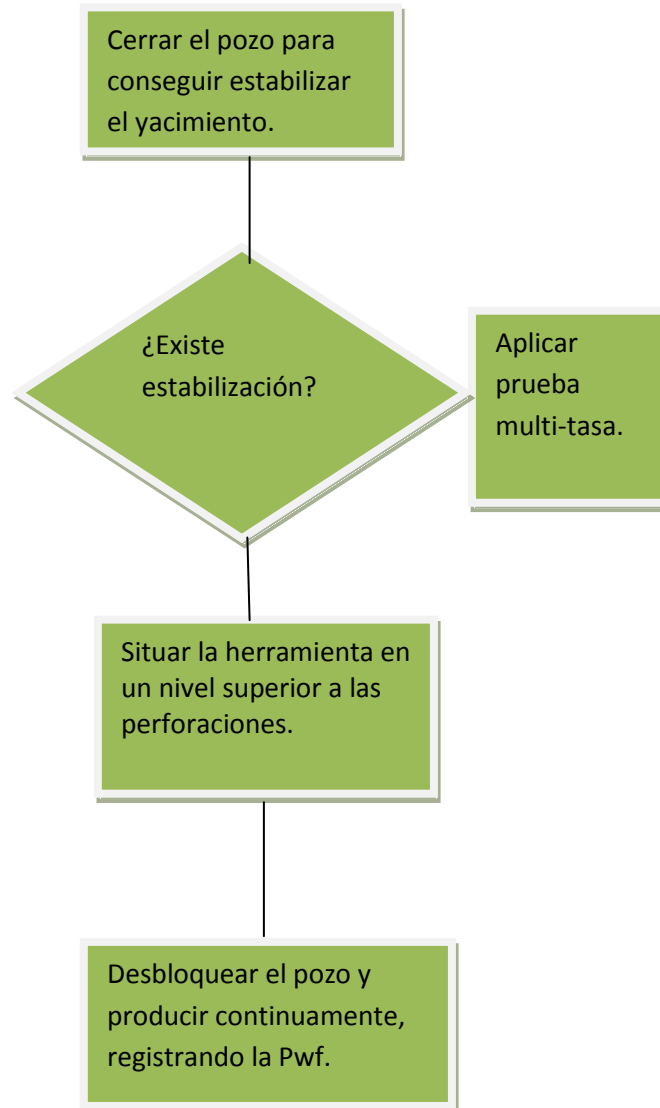 Cerrar el pozo para
conseguir estabilizar
el yacimiento.
¿Existe
estabilización?
Aplicar
prueba
multi-tasa.
Situar la herramienta en
un nivel superior a las
perforaciones.
Desbloquear el pozo y
producir continuamente,
registrando la Pwf.